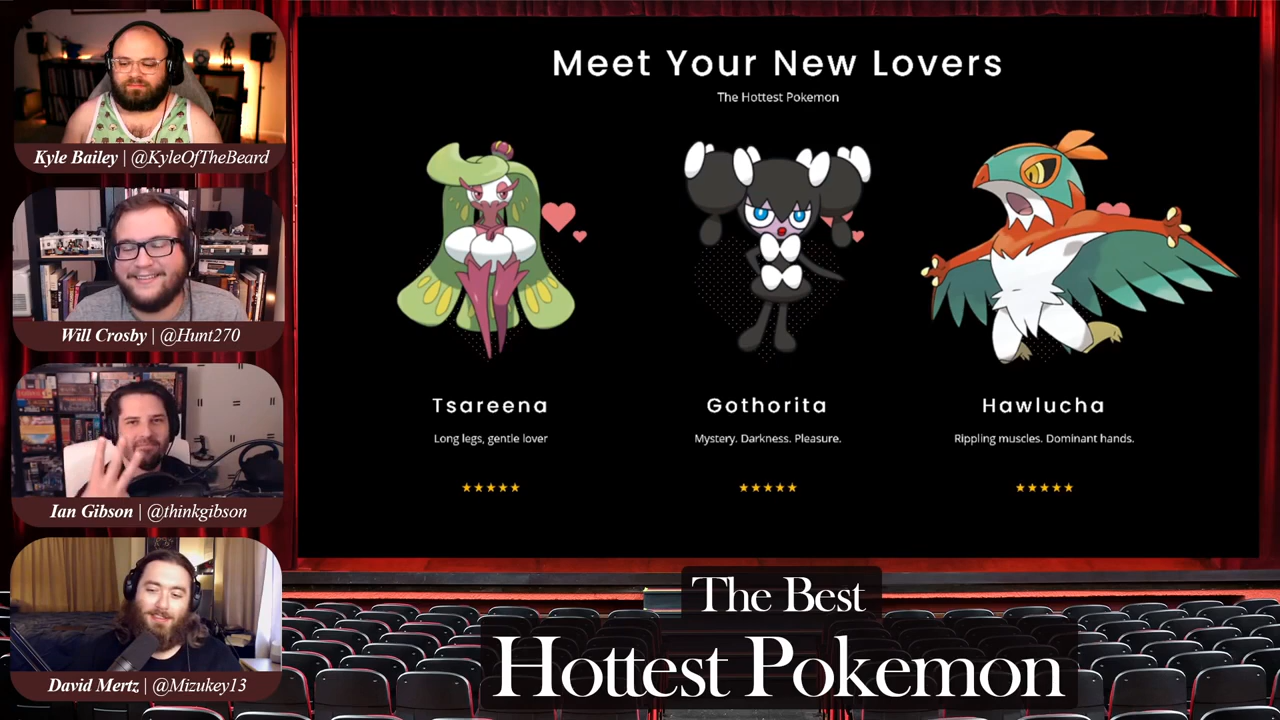 Kyle Bailey | @KyleOfTheBeard
Will Crosby | @Hunt270
Ian Gibson | @thinkgibson
David Mertz | @Mizukey13
Meet Your New Lovers
The Hottest Pokemon
Tsareena
Long legs, gentle lover
★★★★★
Gothorita
Mystery. Darkness. Pleasure.
★★★★★
Hawlucha
Rippling muscles. Dominant hands.
★★★★★
The Best
Hottest Pokemon